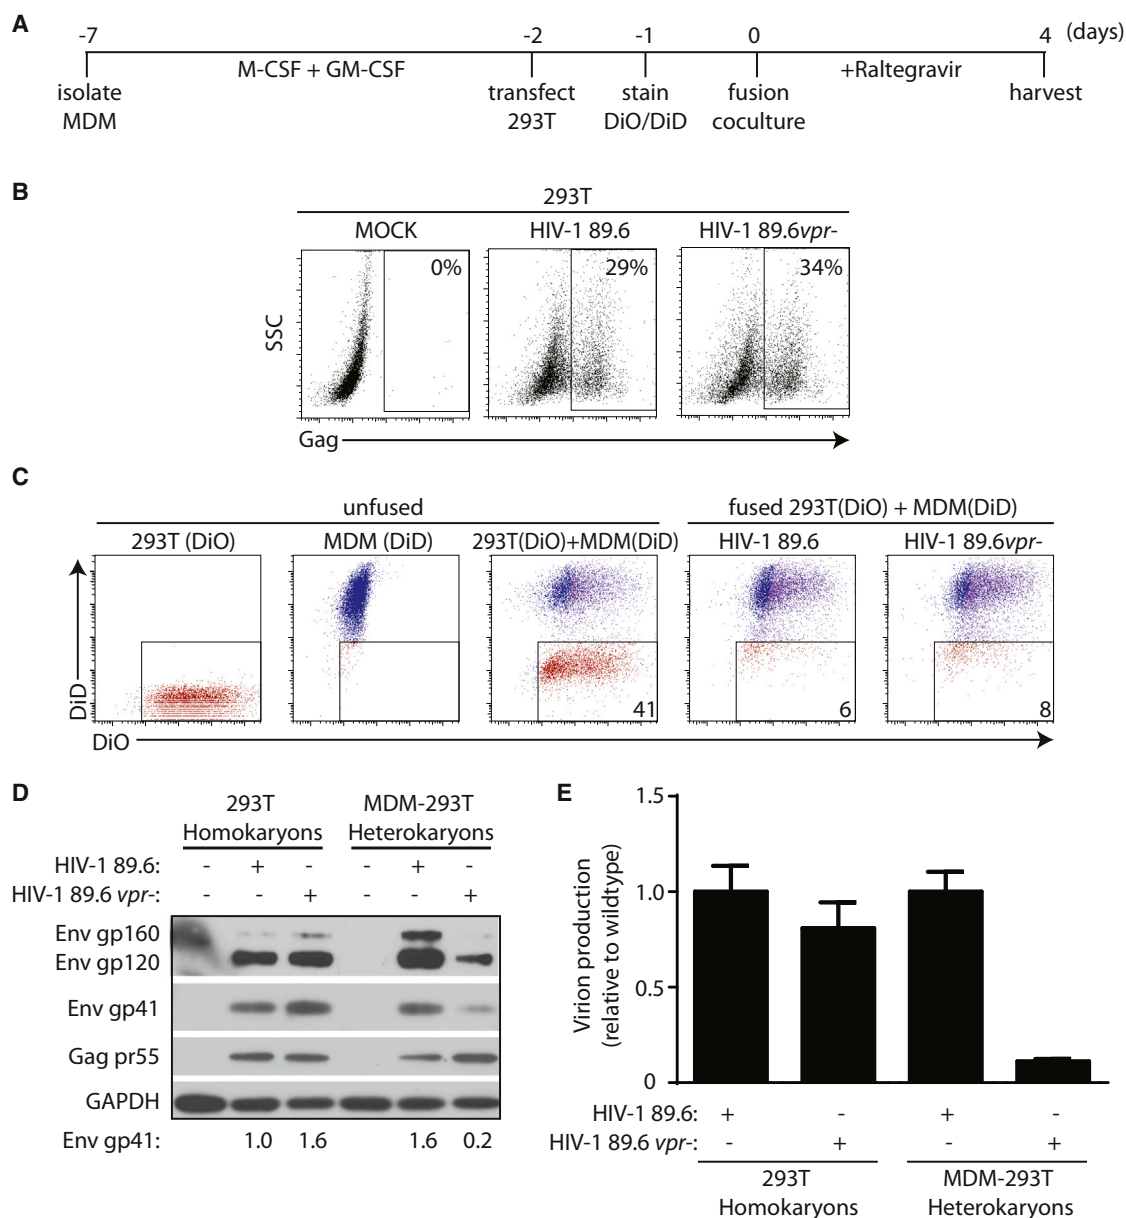 A
-7 -2 -1 0 4 (days)
M-CSF + GM-CSF +Raltegravir
isolate MDM
transfect 293T
stain DiO/DiD
fusion coculture
harvest
B
293T
MOCK HIV-1 89.6 HIV-1 89.6vpr-
0% 29% 34%
SSC
Gag
C
unfused fused 293T(DiO) + MDM(DiD)
293T (DiO) MDM (DiD) 293T(DiO)+MDM(DiD) HIV-1 89.6 HIV-1 89.6vpr-
41 6 8
DiD
DiO
D
293T Homokaryons
MDM-293T Heterokaryons
HIV-1 89.6: - + - - + -
HIV-1 89.6 vpr-: - - + - - +
Env gp160
Env gp120
Env gp41
Gag pr55
GAPDH
Env gp41: 1.0 1.6 1.6 0.2
E
Virion production
(relative to wildtype)
1.5
1.0
0.5
0
HIV-1 89.6: + - + -
HIV-1 89.6 vpr-: - + - +
293T Homokaryons
MDM-293T Heterokaryons